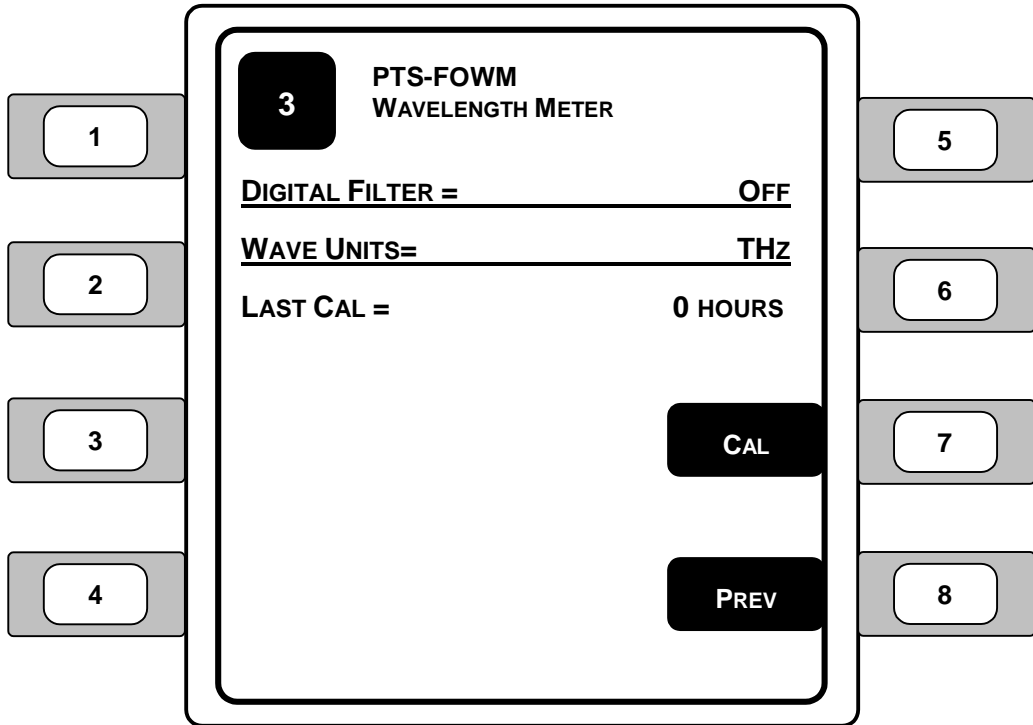 3
PTS-FOWM
WAVELENGTH METER
1
5
DIGITAL FILTER = OFF
WAVE UNITS= THZ
2
6
LAST CAL = 0 HOURS
3
CAL
7
4
PREV
8